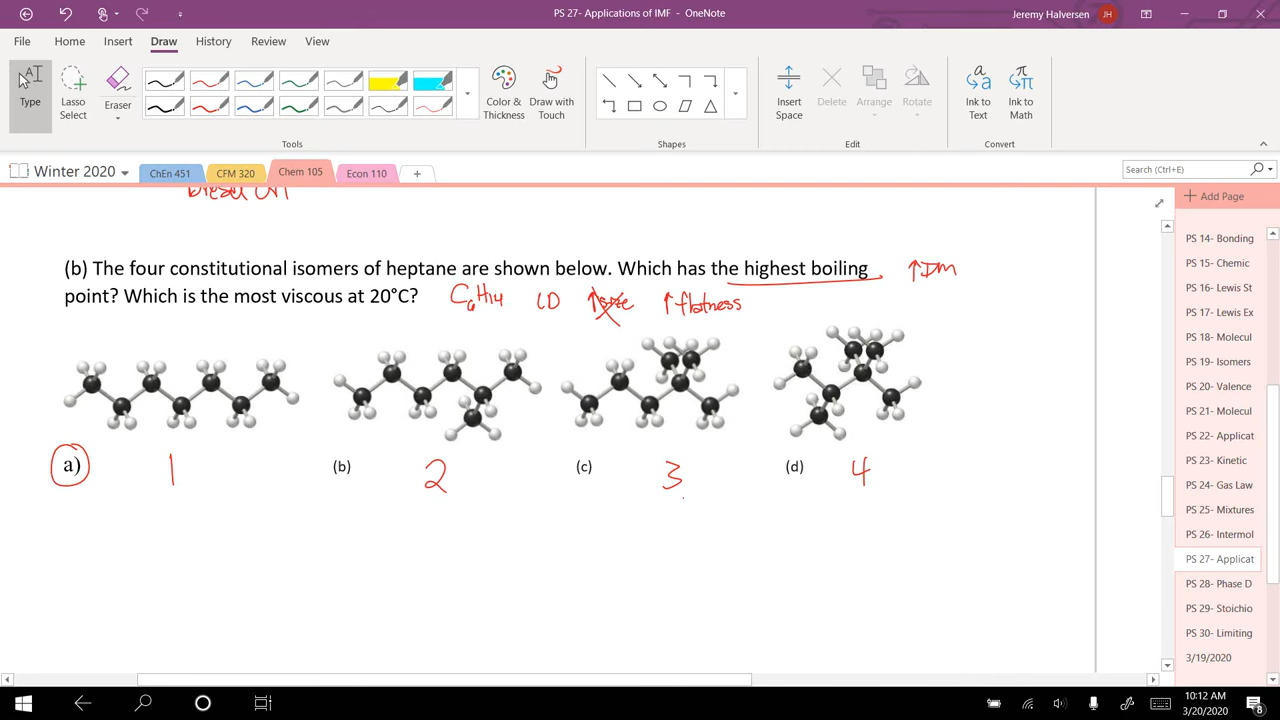 PS 27- Applications of IMF - OneNote
Jeremy Halversen JH
File Home Insert Draw History Review View
Type
Lasso Select
Eraser
Color & Thickness
Draw with Touch
Insert Space
Delete
Arrange
Rotate
Ink to Text
Ink to Math
Tools Shapes Edit Convert
Winter 2020 ChEn 451 CFM 320 Chem 105 Econ 110 +
Search (Ctrl+E)
Add Page
Diesel Oil
(b) The four constitutional isomers of heptane are shown below. Which has the highest boiling ↑IM
point? Which is the most viscous at 20°C? C6H14 LD ↑size ↑flatness
a) 1 (b) 2 (c) 3 (d) 4
PS 14- Bonding
PS 15- Chemic
PS 16- Lewis St
PS 17- Lewis Ex
PS 18- Molecul
PS 19- Isomers
PS 20- Valence
PS 21- Molecul
PS 22- Applicat
PS 23- Kinetic
PS 24- Gas Law
PS 25- Mixtures
PS 26- Intermol
PS 27- Applicat
PS 28- Phase D
PS 29- Stoichio
PS 30- Limiting
3/19/2020
10:12 AM
3/20/2020
8